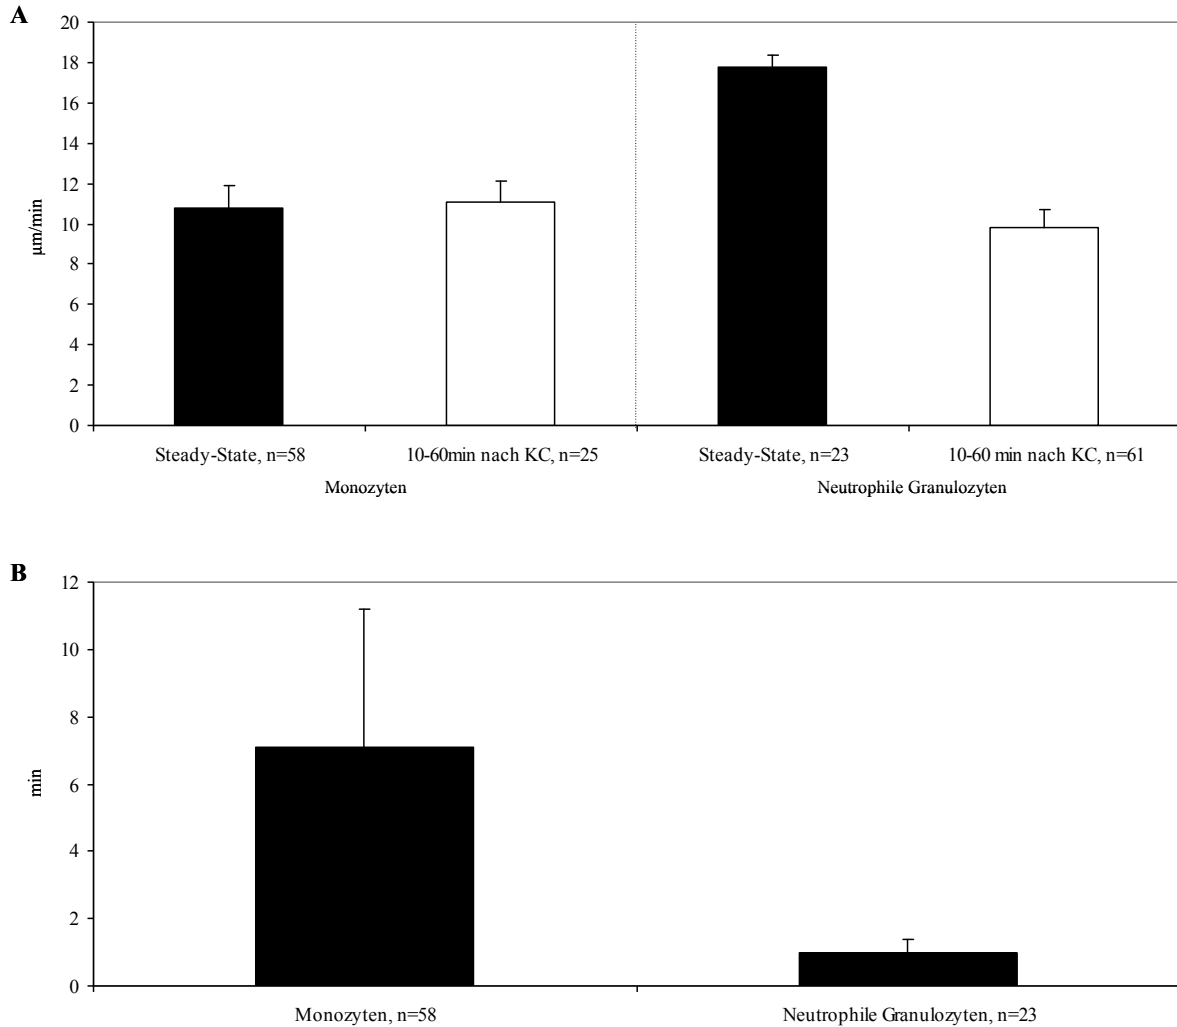 A
20
18
16
14
12
10
8
6
4
2
0
µm/min
Steady-State, n=58
10-60min nach KC, n=25
Steady-State, n=23
10-60 min nach KC, n=61
Monozyten
Neutrophile Granulozyten
B
12
10
8
6
4
2
0
min
Monozyten, n=58
Neutrophile Granulozyten, n=23